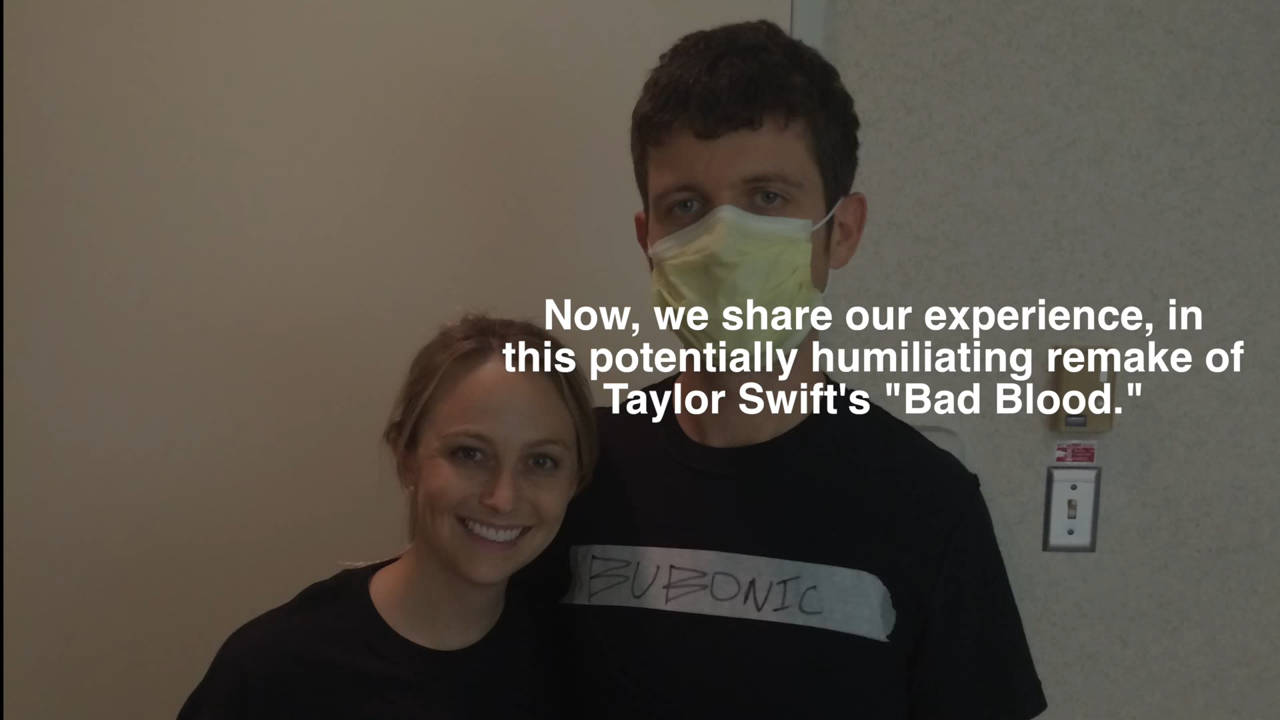 Now, we share our experience, in
this potentially humiliating remake of
Taylor Swift's "Bad Blood."
BUBONIC